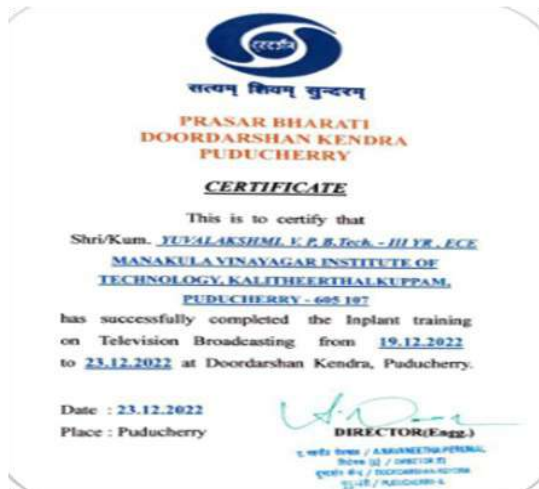 दूरदर्शन
सत्यम् शिवम् सुन्दरम्
PRASAR BHARATI
DOORDARSHAN KENDRA
PUDUCHERRY
CERTIFICATE
This is to certify that
Shri/Kum. YUVALAKSHMI. V. P, B.Tech. - III YR , ECE
MANAKULA VINAYAGAR INSTITUTE OF
TECHNOLOGY, KALITHEERTHALKUPPAM,
PUDUCHERRY - 605 107
has successfully completed the Inplant training
on Television Broadcasting from 19.12.2022
to 23.12.2022 at Doordarshan Kendra, Puducherry.
Date : 23.12.2022
Place : Puducherry
DIRECTOR(Engg.)
/ A.NAVANEETHA PERUMAL
/ DIRECTOR